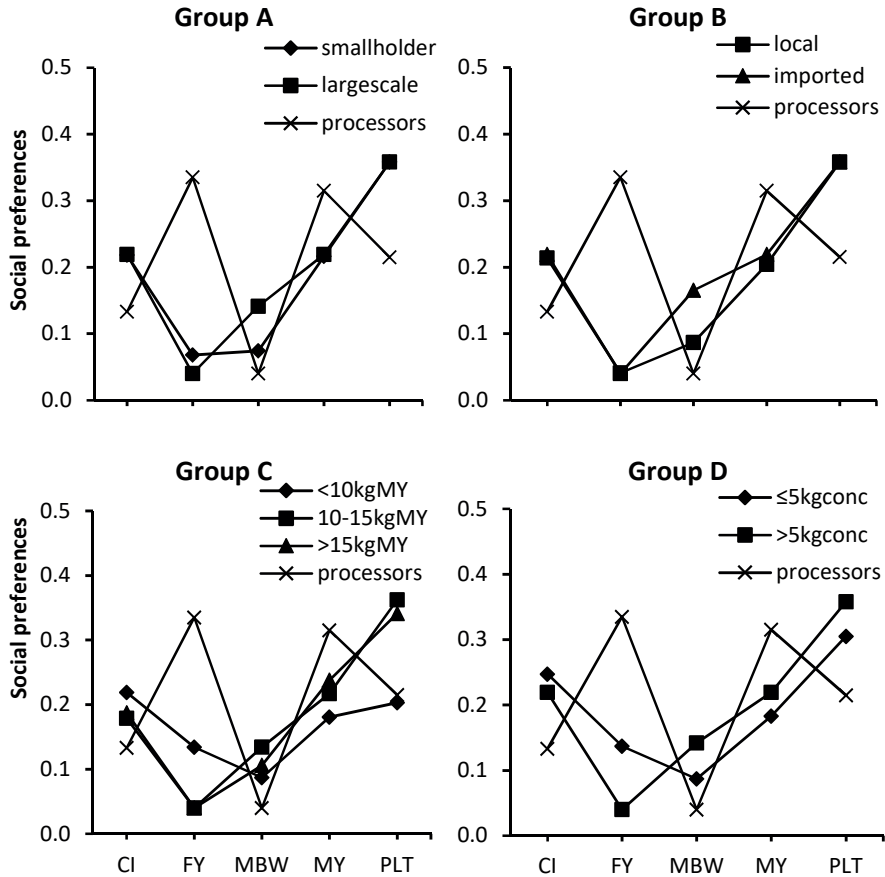 Group A
smallholder
largescale
processors
Social preferences
0.5
0.4
0.3
0.2
0.1
0.0
Group B
local
imported
processors
0.5
0.4
0.3
0.2
0.1
0.0
Group C
<10kgMY
10-15kgMY
>15kgMY
processors
Social preferences
0.5
0.4
0.3
0.2
0.1
0.0
CI FY MBW MY PLT
Group D
≤5kgconc
>5kgconc
processors
0.5
0.4
0.3
0.2
0.1
0.0
CI FY MBW MY PLT